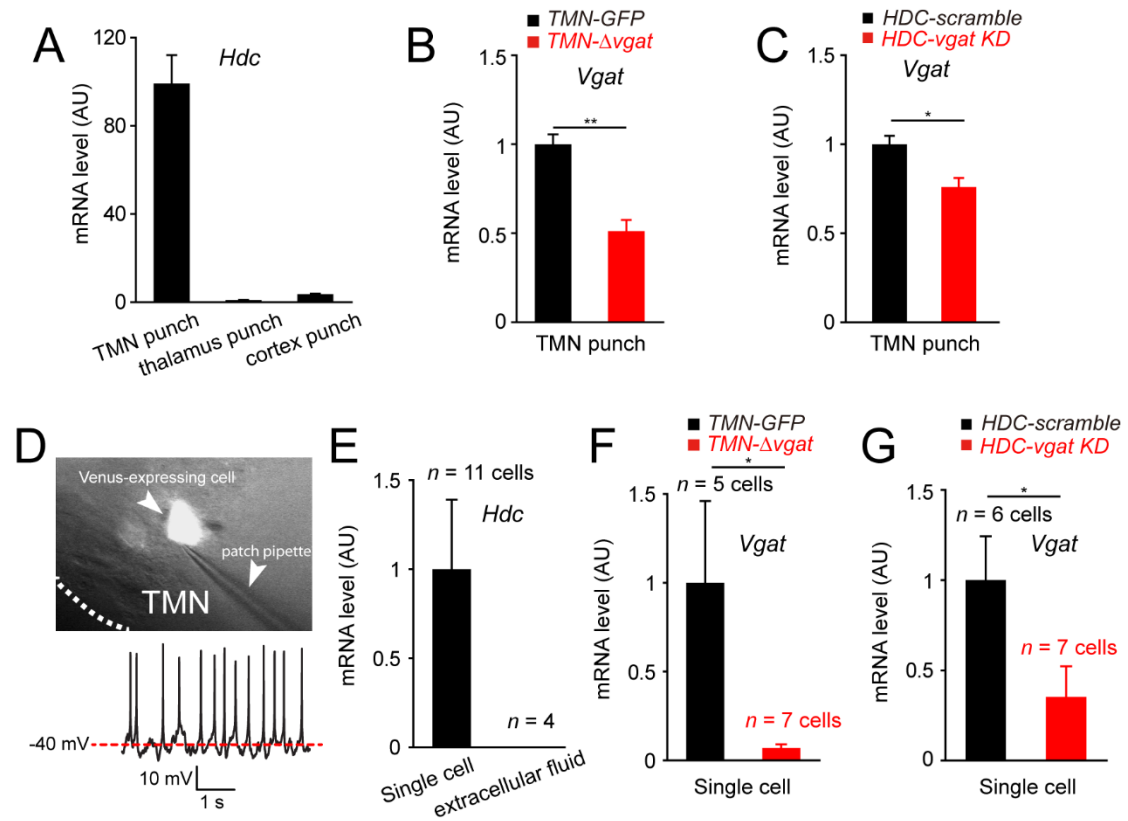 A
Hdc
mRNA level (AU)
120
80
40
0
TMN punch
thalamus punch
cortex punch
B
TMN-GFP
TMN-Δvgat
Vgat
mRNA level (AU)
1.5
1
0.5
0
**
TMN punch
C
HDC-scramble
HDC-vgat KD
Vgat
mRNA level (AU)
1.5
1
0.5
0
*
TMN punch
D
Venus-expressing cell
patch pipette
TMN
-40 mV
10 mV
1 s
E
n = 11 cells
Hdc
mRNA level (AU)
1.5
1
0.5
0
n = 4
Single cell
extracellular fluid
F
TMN-GFP
TMN-Δvgat
*
n = 5 cells
Vgat
mRNA level (AU)
1.5
1
0.5
0
n = 7 cells
Single cell
G
HDC-scramble
HDC-vgat KD
*
n = 6 cells
Vgat
mRNA level (AU)
1.5
1
0.5
0
n = 7 cells
Single cell